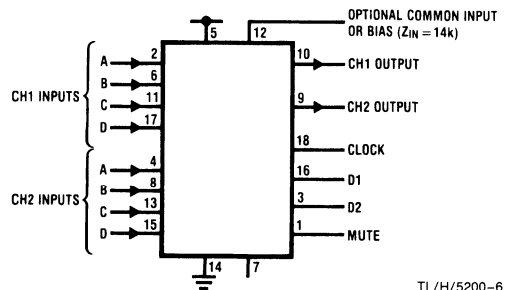 OPTIONAL COMMON INPUT
OR BIAS (ZIN = 14k)
5
12
CH1 INPUTS
A 2
B 6
C 11
D 17
CH2 INPUTS
A 4
B 8
C 13
D 15
10 CH1 OUTPUT
9 CH2 OUTPUT
18 CLOCK
16 D1
3 D2
1 MUTE
14
7
TL/H/5200-6